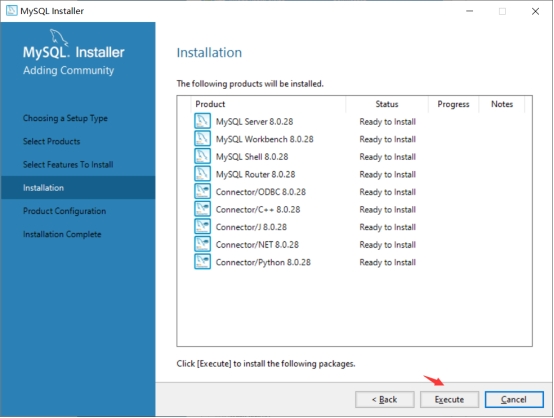 MySQL Installer
MySQL. Installer
Adding Community
Choosing a Setup Type
Select Products
Select Features To Install
Installation
Product Configuration
Installation Complete
Installation
The following products will be installed.
Product Status Progress Notes
MySQL Server 8.0.28 Ready to Install
MySQL Workbench 8.0.28 Ready to Install
MySQL Shell 8.0.28 Ready to Install
MySQL Router 8.0.28 Ready to Install
Connector/ODBC 8.0.28 Ready to Install
Connector/C++ 8.0.28 Ready to Install
Connector/J 8.0.28 Ready to Install
Connector/NET 8.0.28 Ready to Install
Connector/Python 8.0.28 Ready to Install
Click [Execute] to install the following packages.
< Back Execute Cancel